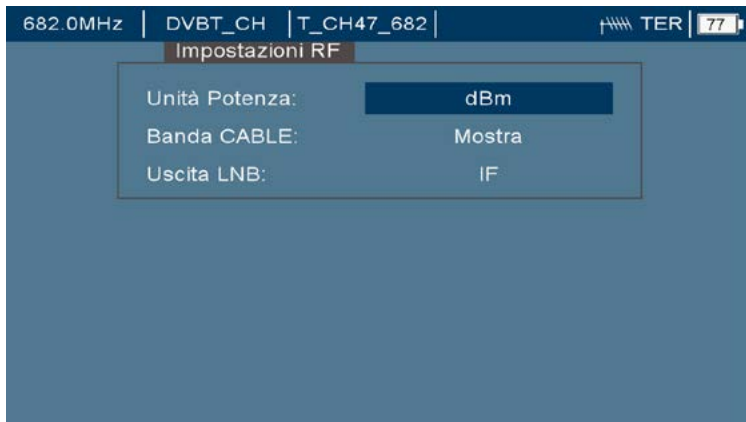 682.0MHz DVBT_CH T_CH47_682 TER 77
Impostazioni RF
Unità Potenza: dBm
Banda CABLE: Mostra
Uscita LNB: IF